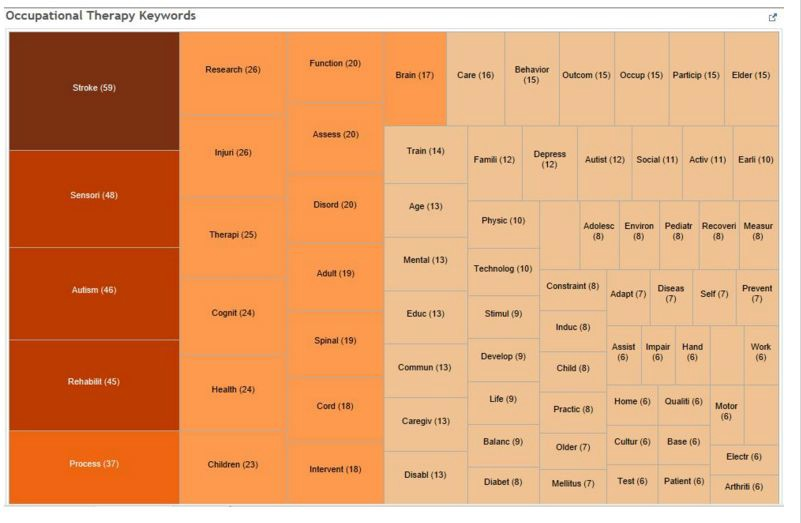 Occupational Therapy Keywords
Stroke (59)
Sensori (48)
Autism (46)
Rehabilit (45)
Process (37)
Research (26)
Injuri (26)
Therapi (25)
Cognit (24)
Health (24)
Children (23)
Function (20)
Assess (20)
Disord (20)
Adult (19)
Spinal (19)
Cord (18)
Intervent (18)
Brain (17)
Care (16)
Behavior
(15)
Outcom (15)
Occup (15)
Particip (15)
Elder (15)
Train (14)
Age (13)
Mental (13)
Educ (13)
Commun (13)
Caregiv (13)
Disabl (13)
Famili (12)
Depress
(12)
Autist (12)
Social (11)
Activ (11)
Earli (10)
Physic (10)
Technolog (10)
Stimul (9)
Develop (9)
Life (9)
Balanc (9)
Diabet (8)
Adolesc
(8)
Environ
(8)
Pediatr
(8)
Recoveri
(8)
Measur
(8)
Constraint (8)
Induc (8)
Child (8)
Practic (8)
Older (7)
Mellitus (7)
Adapt (7)
Diseas
(7)
Self (7)
Prevent
(7)
Assist
(6)
Impair
(6)
Hand
(6)
Work
(6)
Home (6)
Qualiti (6)
Motor
(6)
Cultur (6)
Base (6)
Electr (6)
Test (6)
Patient (6)
Arthriti (6)